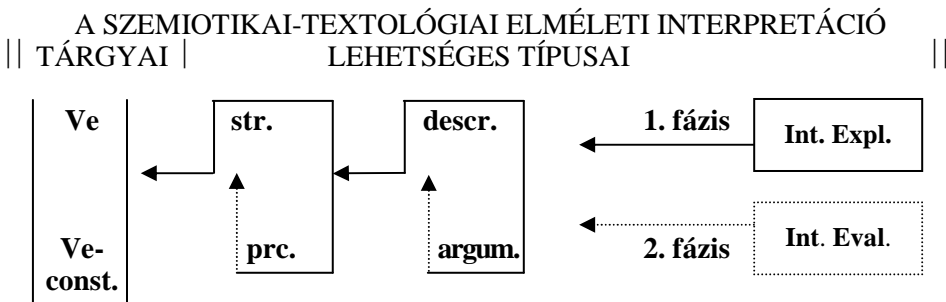 A SZEMIOTIKAI-TEXTOLÓGIAI ELMÉLETI INTERPRETÁCIÓ
|| TÁRGYAI | LEHETSÉGES TÍPUSAI ||
Ve str. descr. 1. fázis Int. Expl.
Ve- prc. argum. 2. fázis Int. Eval.
const.